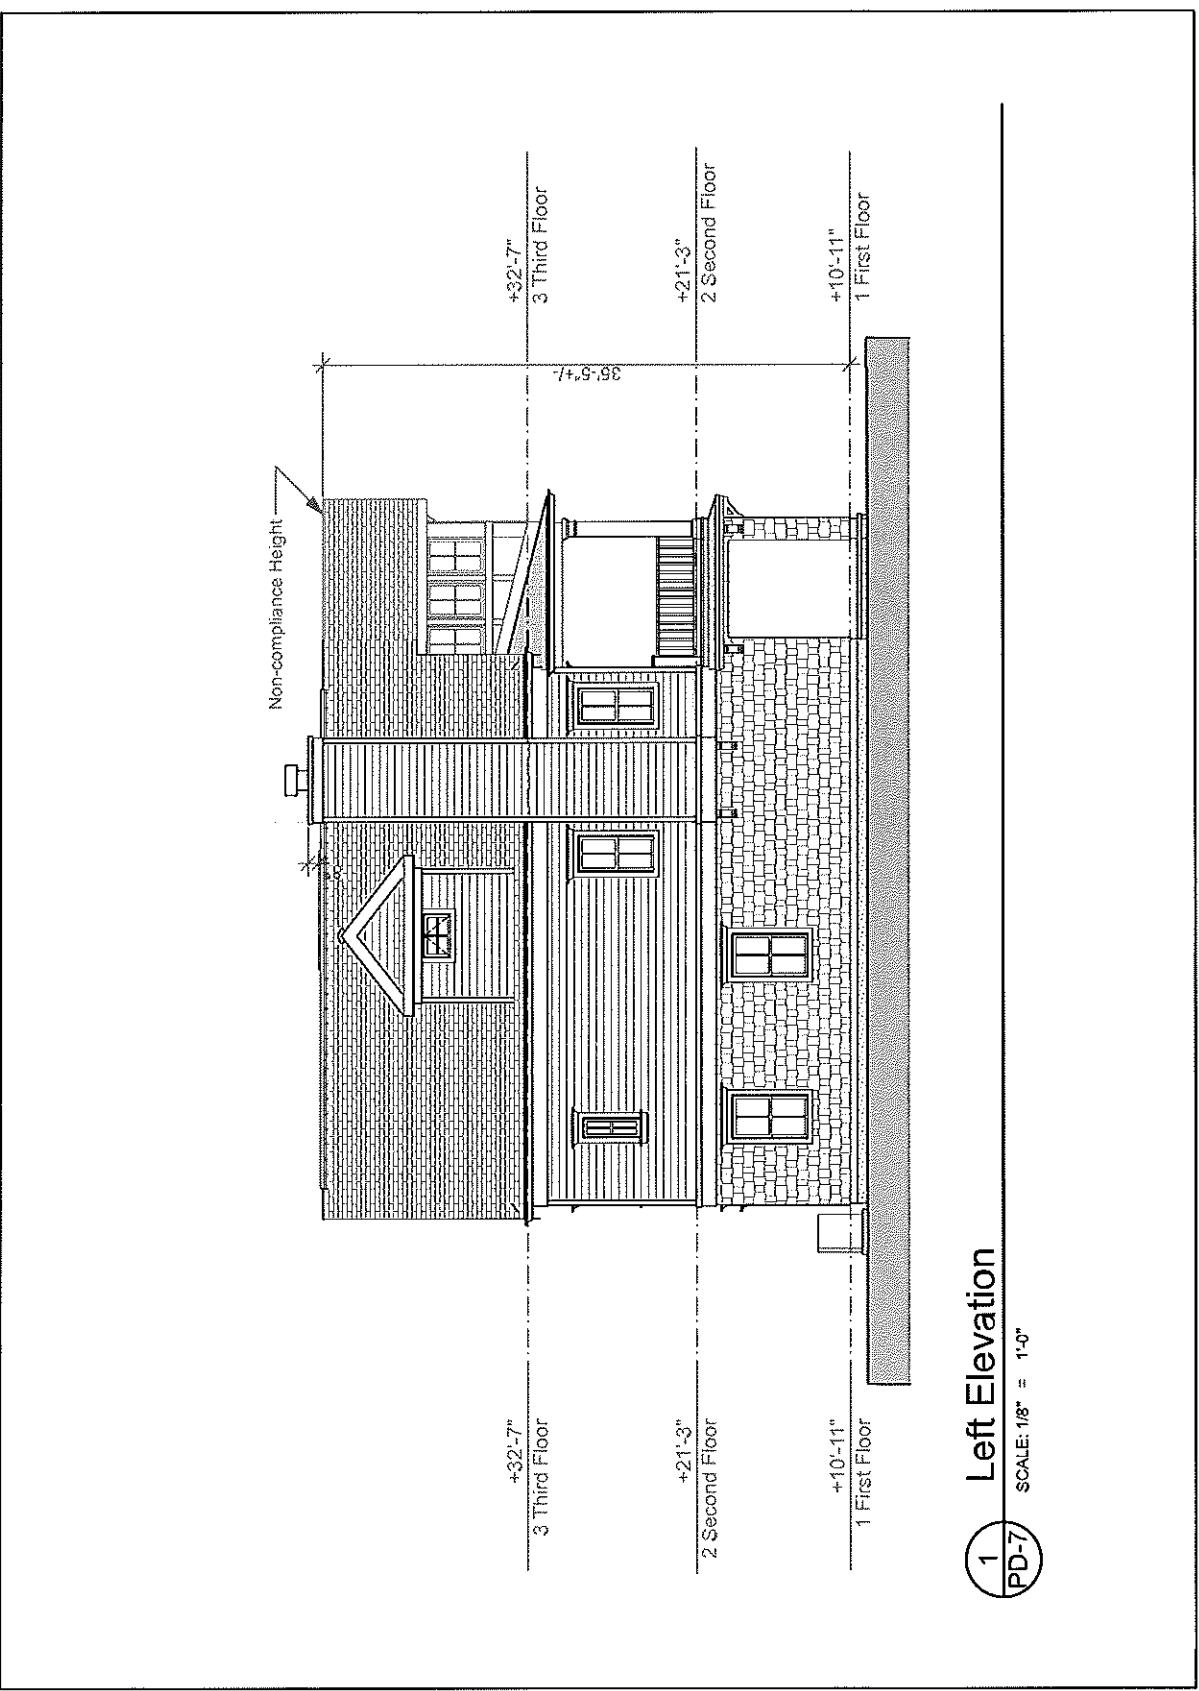 Non-compliance Height
8"
35'-5"+/-
+32'-7"
3 Third Floor
+32'-7"
3 Third Floor
+21'-3"
2 Second Floor
+21'-3"
2 Second Floor
+10'-11"
1 First Floor
+10'-11"
1 First Floor
1
PD-7
Left Elevation
SCALE: 1/8" = 1'-0"